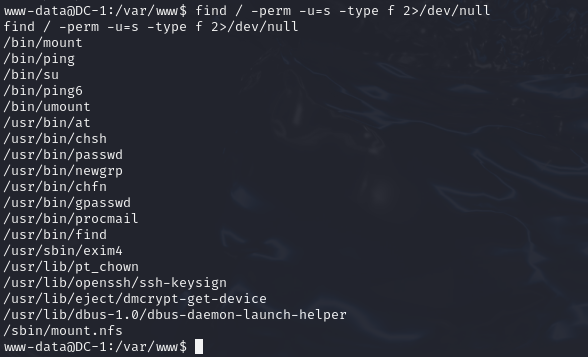 www-data@DC-1:/var/www$ find / -perm -u=s -type f 2>/dev/null
find / -perm -u=s -type f 2>/dev/null
/bin/mount
/bin/ping
/bin/su
/bin/ping6
/bin/umount
/usr/bin/at
/usr/bin/chsh
/usr/bin/passwd
/usr/bin/newgrp
/usr/bin/chfn
/usr/bin/gpasswd
/usr/bin/procmail
/usr/bin/find
/usr/sbin/exim4
/usr/lib/pt_chown
/usr/lib/openssh/ssh-keysign
/usr/lib/eject/dmcrypt-get-device
/usr/lib/dbus-1.0/dbus-daemon-launch-helper
/sbin/mount.nfs
www-data@DC-1:/var/www$